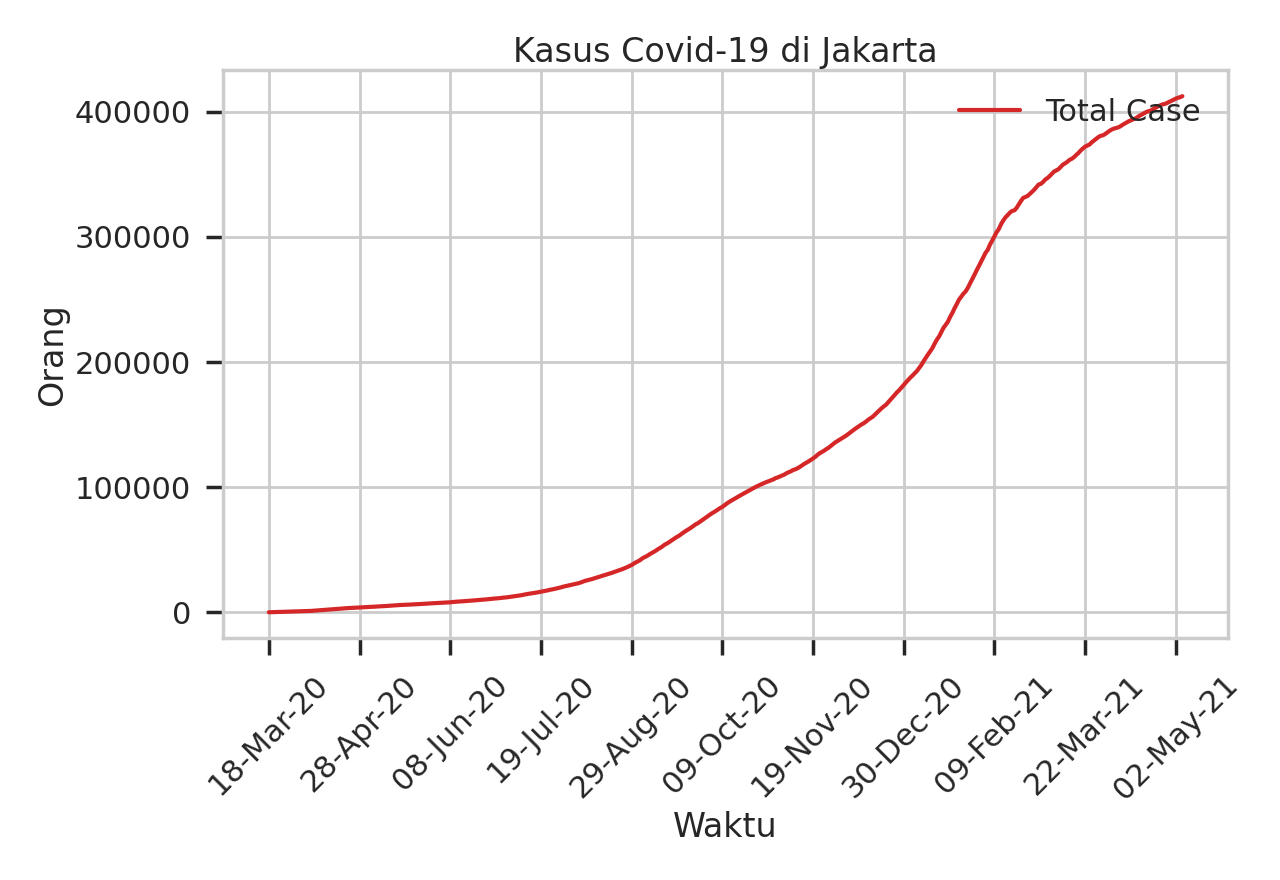 Kasus Covid-19 di Jakarta
Total Case
400000
300000
200000
100000
0
Orang
18-Mar-20
28-Apr-20
08-Jun-20
19-Jul-20
29-Aug-20
09-Oct-20
19-Nov-20
30-Dec-20
09-Feb-21
22-Mar-21
02-May-21
Waktu